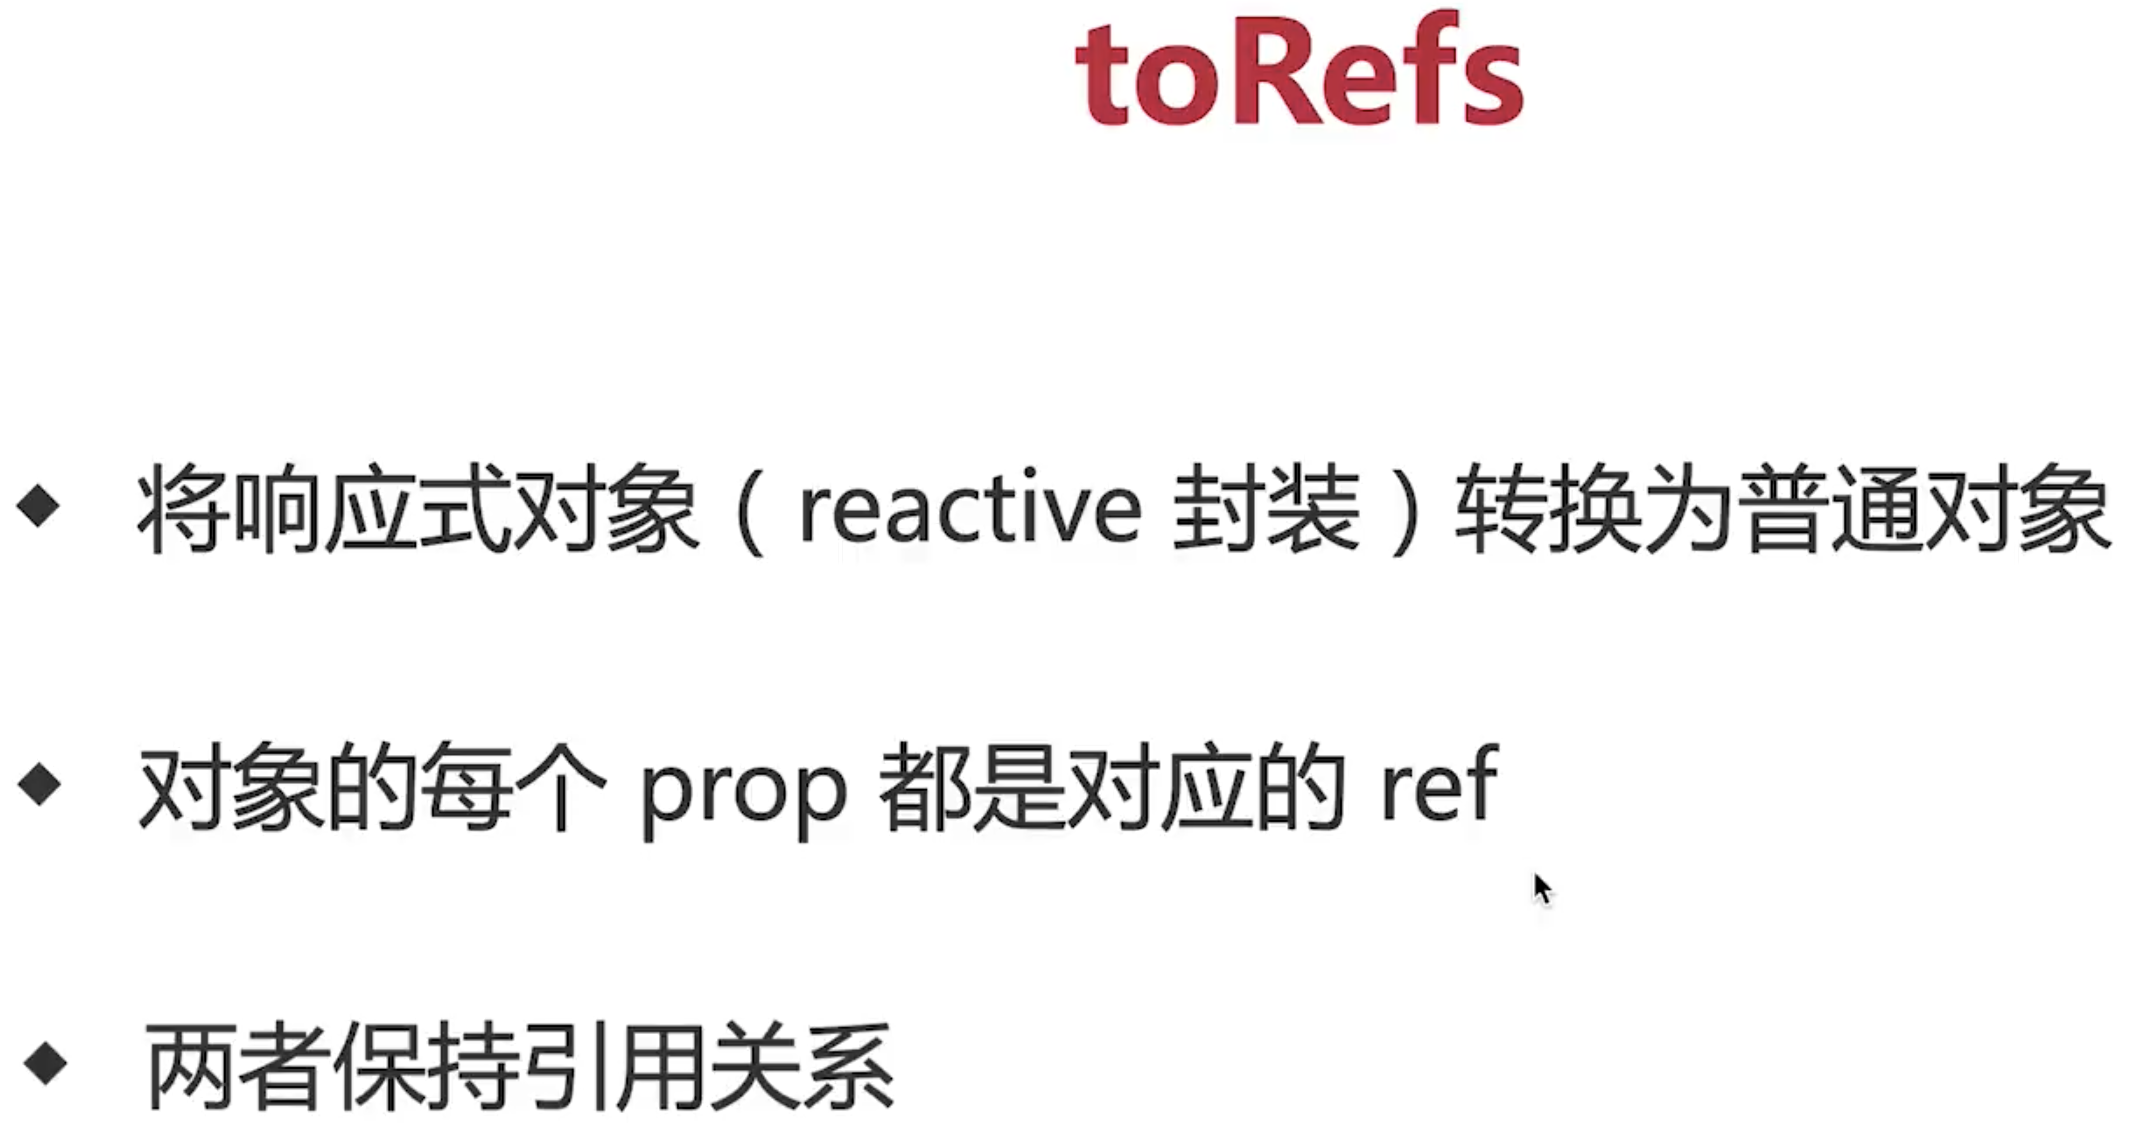 toRefs
将响应式对象（reactive 封装）转换为普通对象
对象的每个 prop 都是对应的 ref
两者保持引用关系